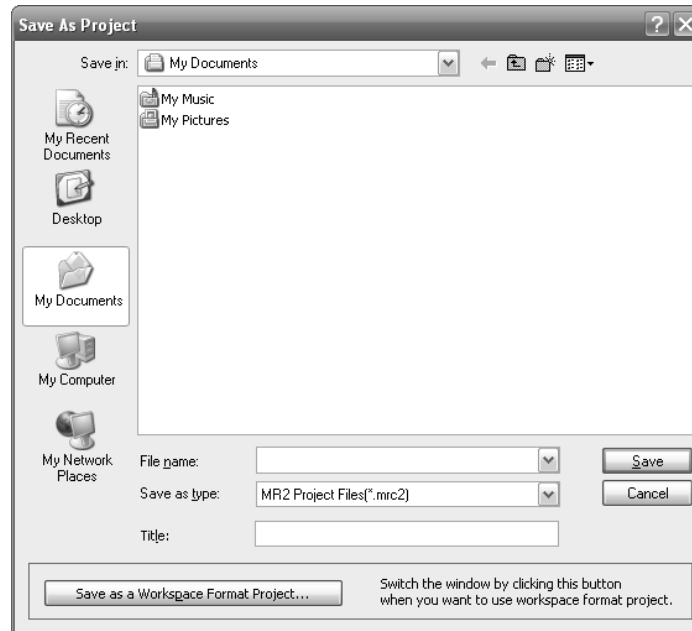 Save As Project
Save in:
My Documents
My Music
My Pictures
My Recent
Documents
Desktop
My Documents
My Computer
My Network
Places
File name:
Save
Save as type:
MR2 Project Files(*.mrc2)
Cancel
Title:
Save as a Workspace Format Project...
Switch the window by clicking this button
when you want to use workspace format project.